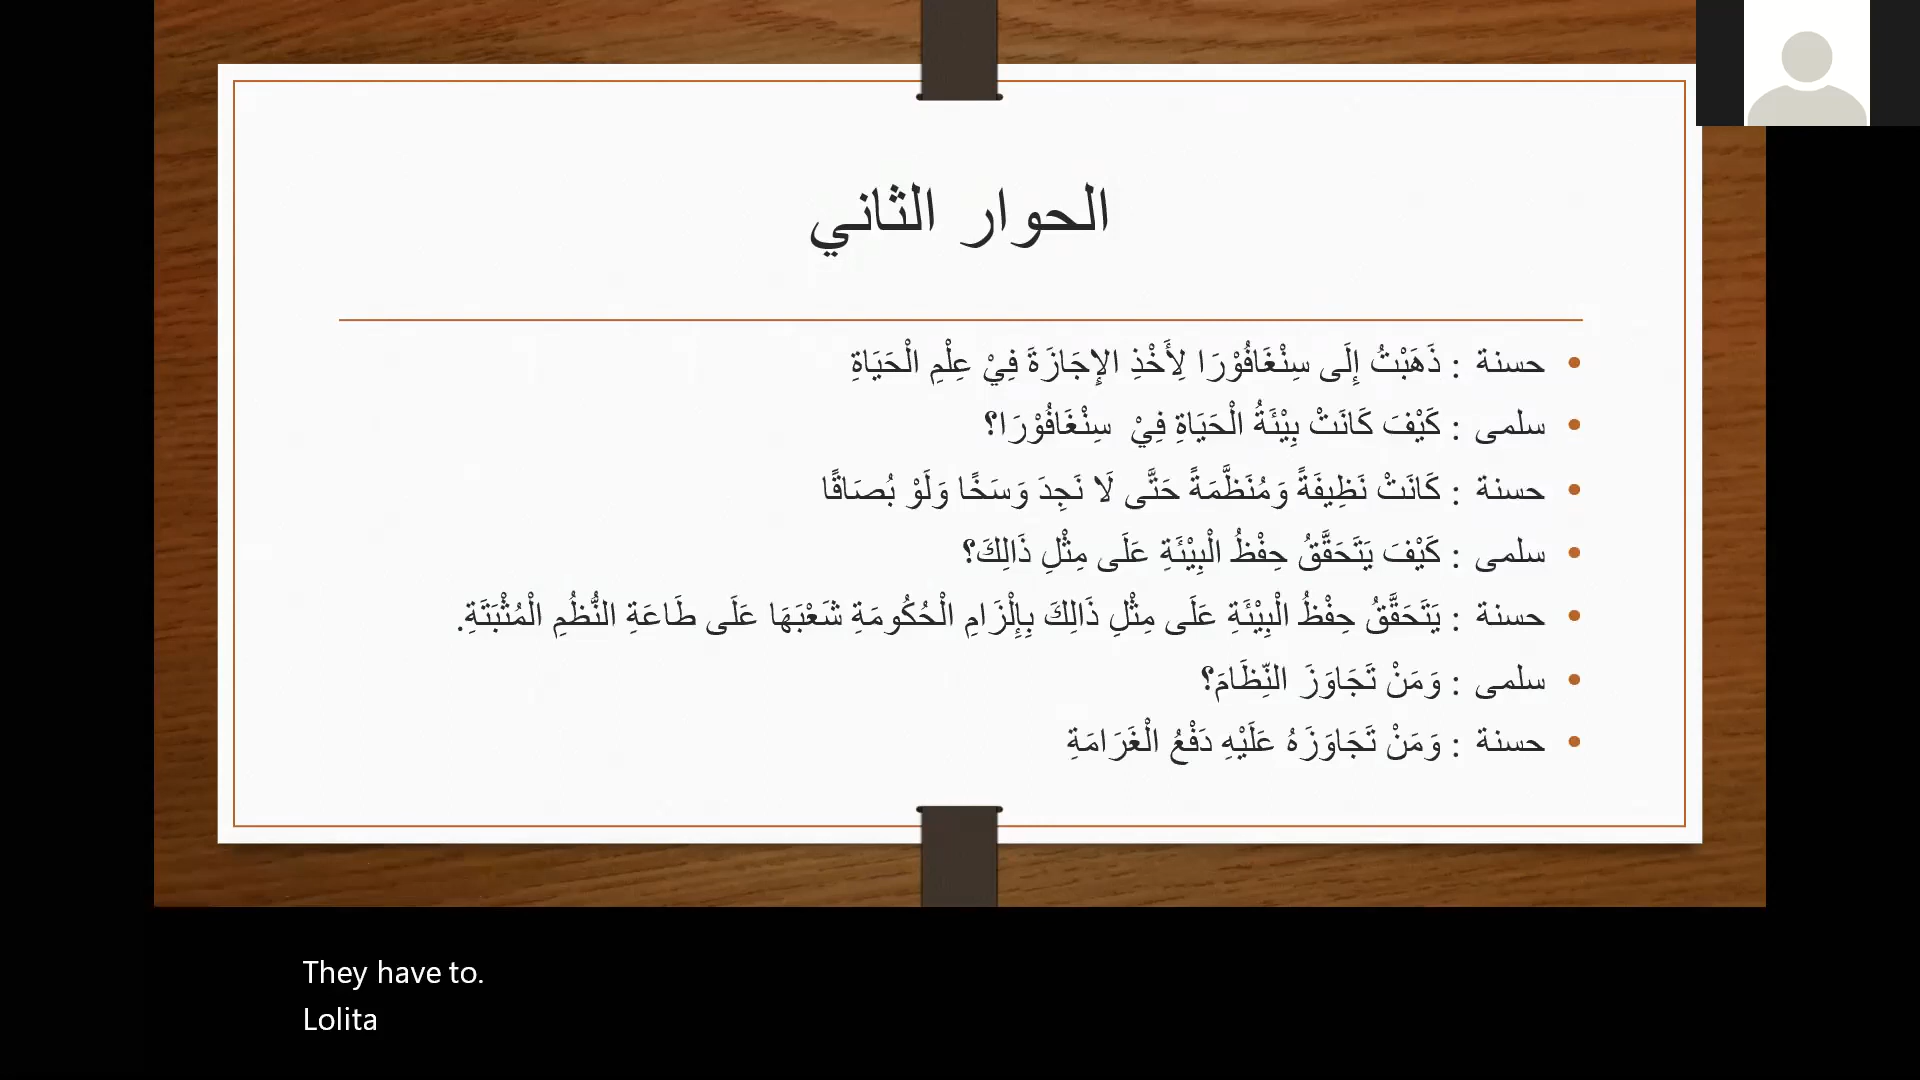 الحوار الثاني
• حسنة : ذَهَبْتُ إِلَى سِنْغَافُوْرَا لِأَخْذِ الإِجَازَةَ فِيْ عِلْمِ الْحَيَاةِ
• سلمى : كَيْفَ كَانَتْ بِيْئَةُ الْحَيَاةِ فِيْ سِنْغَافُوْرَا؟
• حسنة : كَانَتْ نَظِيفَةً وَمُنَظَّمَةً حَتَّى لَا نَجِدَ وَسَخًا وَلَوْ بُصَاقًا
• سلمى : كَيْفَ يَتَحَقَّقُ حِفْظُ الْبِيْئَةِ عَلَى مِثْلِ ذَالِكَ؟
• حسنة : يَتَحَقَّقُ حِفْظُ الْبِيْئَةِ عَلَى مِثْلِ ذَالِكَ بِإِلْزَامِ الْحُكُومَةِ شَعْبَهَا عَلَى طَاعَةِ النُّظُمِ الْمُثْبَتَةِ.
• سلمى : وَمَنْ تَجَاوَزَ النِّظَامَ؟
• حسنة : وَمَنْ تَجَاوَزَهُ عَلَيْهِ دَفْعُ الْغَرَامَةِ
They have to.
Lolita